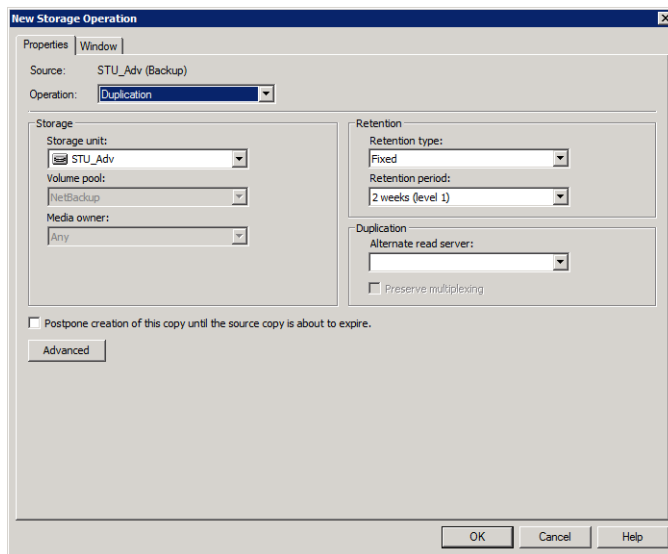 New Storage Operation
Properties Window
Source: STU_Adv (Backup)
Operation: Duplication
Storage
Storage unit:
STU_Adv
Volume pool:
NetBackup
Media owner:
Any
Retention
Retention type:
Fixed
Retention period:
2 weeks (level 1)
Duplication
Alternate read server:
Preserve multiplexing
Postpone creation of this copy until the source copy is about to expire.
Advanced
OK Cancel Help